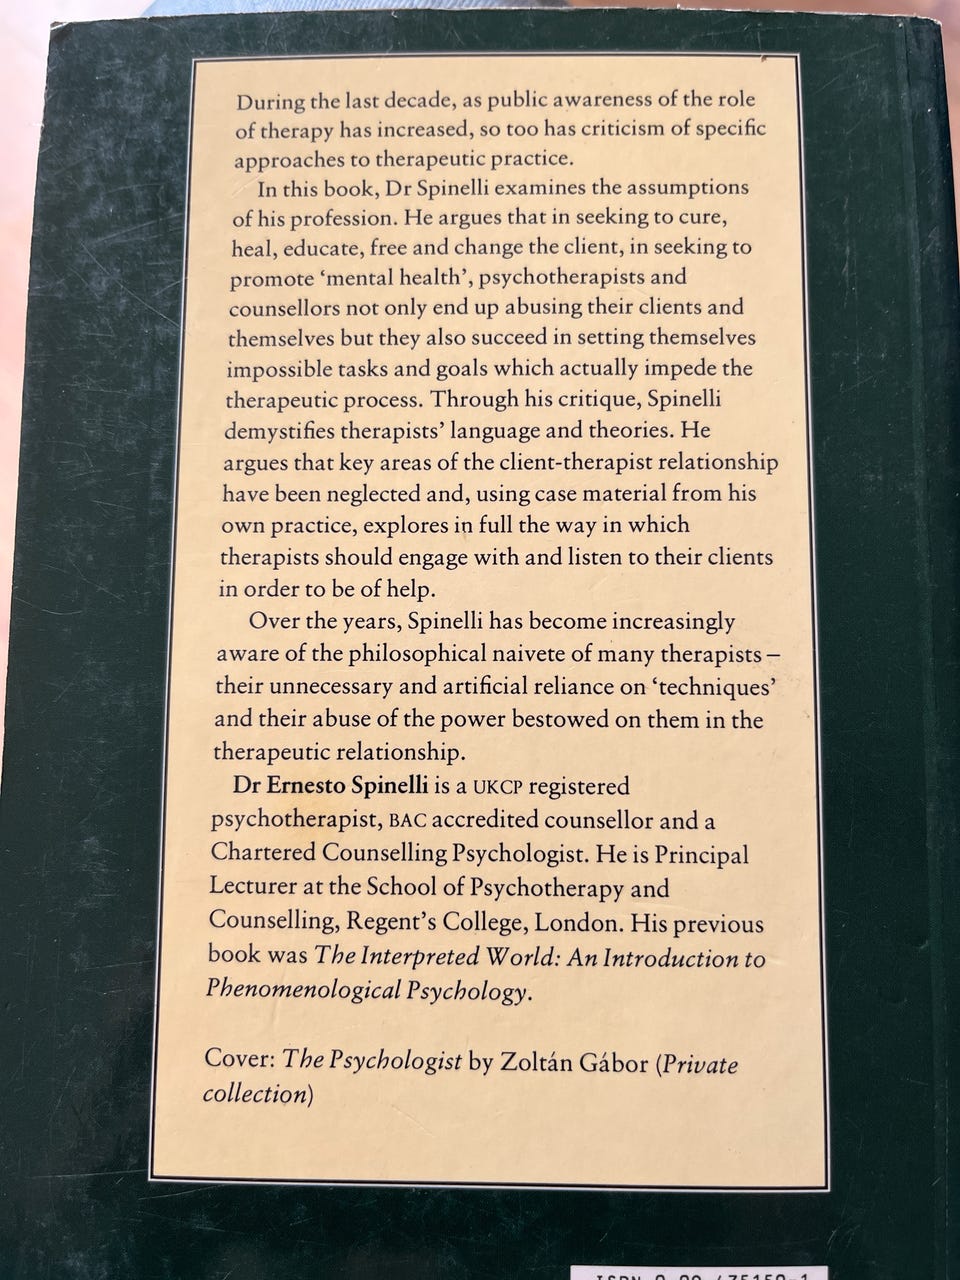 During the last decade, as public awareness of the role
of therapy has increased, so too has criticism of specific
approaches to therapeutic practice.
In this book, Dr Spinelli examines the assumptions
of his profession. He argues that in seeking to cure,
heal, educate, free and change the client, in seeking to
promote ‘mental health’, psychotherapists and
counsellors not only end up abusing their clients and
themselves but they also succeed in setting themselves
impossible tasks and goals which actually impede the
therapeutic process. Through his critique, Spinelli
demystifies therapists’ language and theories. He
argues that key areas of the client-therapist relationship
have been neglected and, using case material from his
own practice, explores in full the way in which
therapists should engage with and listen to their clients
in order to be of help.
Over the years, Spinelli has become increasingly
aware of the philosophical naivete of many therapists –
their unnecessary and artificial reliance on ‘techniques’
and their abuse of the power bestowed on them in the
therapeutic relationship.
Dr Ernesto Spinelli is a UKCP registered
psychotherapist, BAC accredited counsellor and a
Chartered Counselling Psychologist. He is Principal
Lecturer at the School of Psychotherapy and
Counselling, Regent’s College, London. His previous
book was The Interpreted World: An Introduction to
Phenomenological Psychology.
Cover: The Psychologist by Zoltán Gábor (Private
collection)